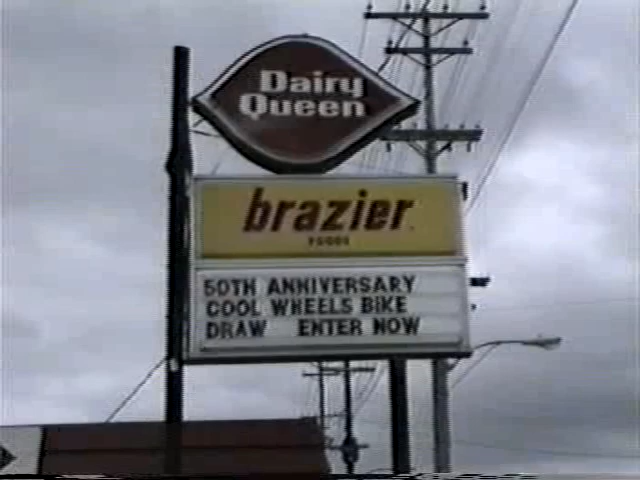 Dairy
Queen
brazier
FOODS
50TH ANNIVERSARY
COOL WHEELS BIKE
DRAW ENTER NOW